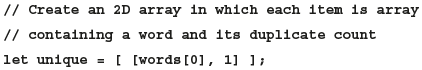 // Create an 2D array in which each item is array
// containing a word and its duplicate count
let unique = [ [words[0], 1] ];